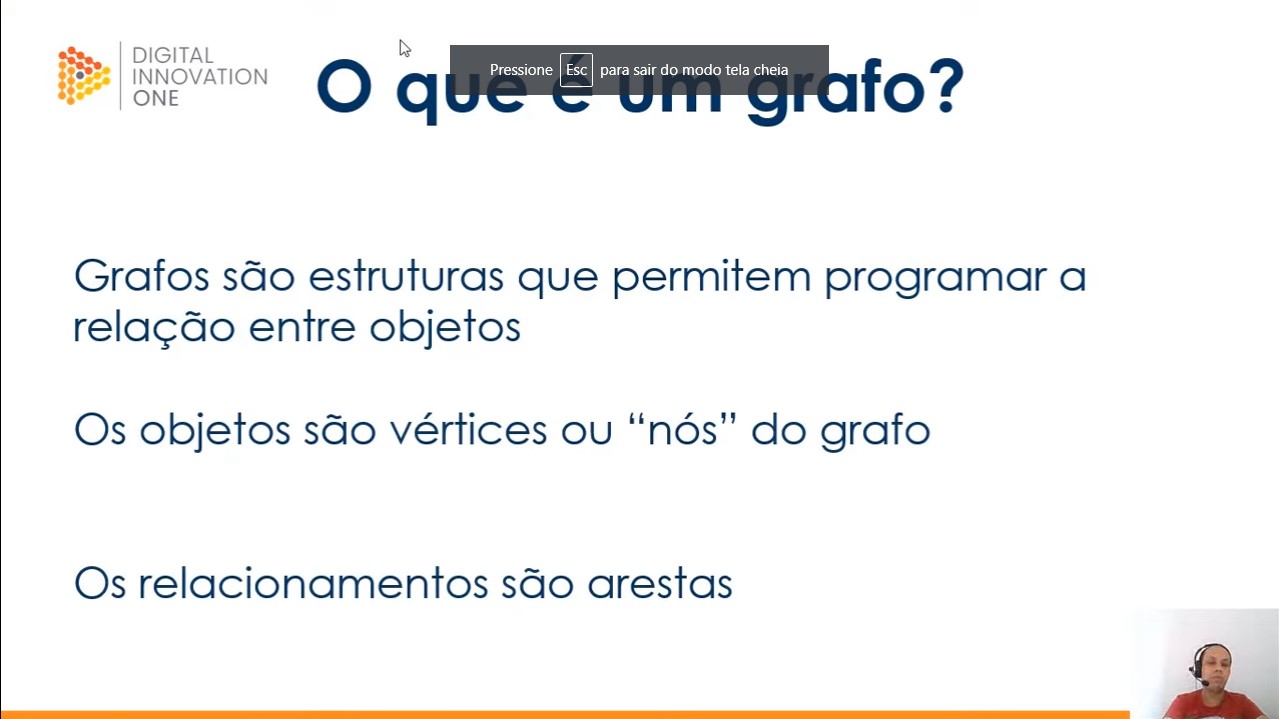 DIGITAL
INNOVATION
ONE
Pressione Esc para sair do modo tela cheia
O que é um grafo?
Grafos são estruturas que permitem programar a
relação entre objetos
Os objetos são vértices ou “nós” do grafo
Os relacionamentos são arestas